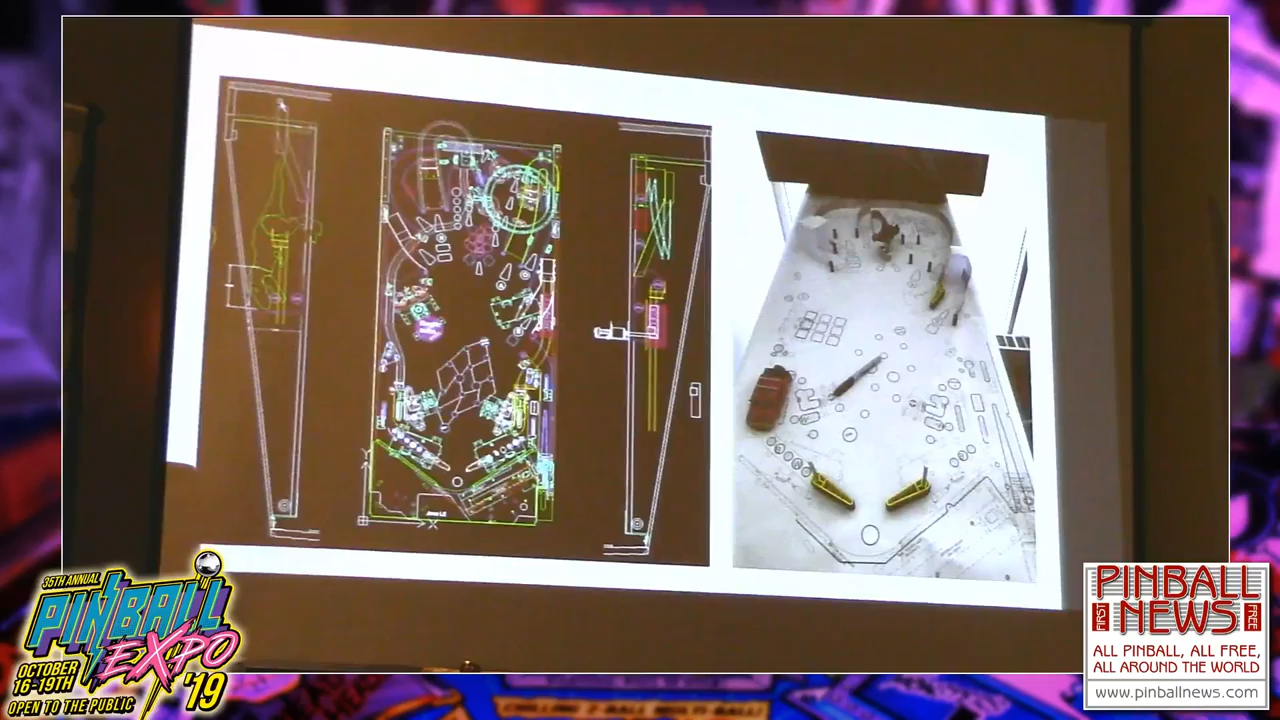 35TH ANNUAL
PINBALL
EXPO
OCTOBER
16-19TH
'19
OPEN TO THE PUBLIC
PINBALL
FIRST
NEWS
FREE
ALL PINBALL, ALL FREE,
ALL AROUND THE WORLD
www.pinballnews.com